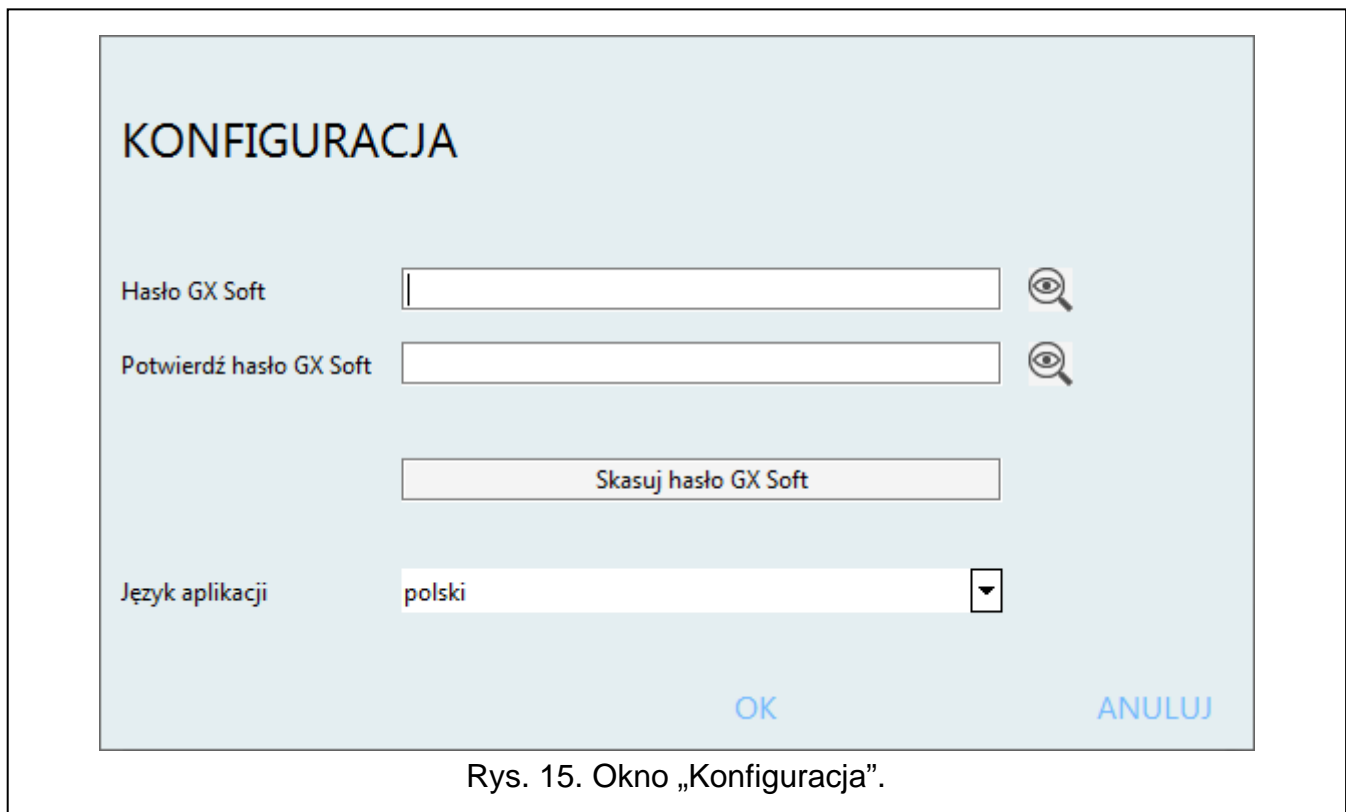 KONFIGURACJA
Hasło GX Soft
Potwierdź hasło GX Soft
Skasuj hasło GX Soft
Język aplikacji polski
OK ANULUJ
Rys. 15. Okno „Konfiguracja”.